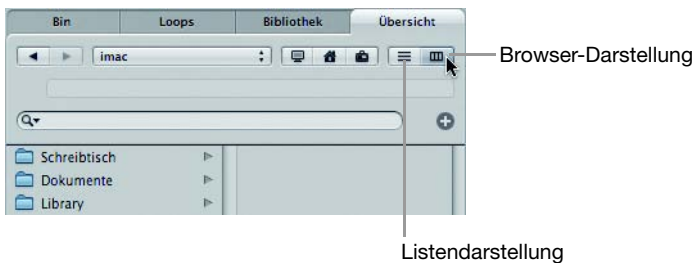 Bin Loops Bibliothek Übersicht
imac
Browser-Darstellung
Schreibtisch
Dokumente
Library
Listendarstellung